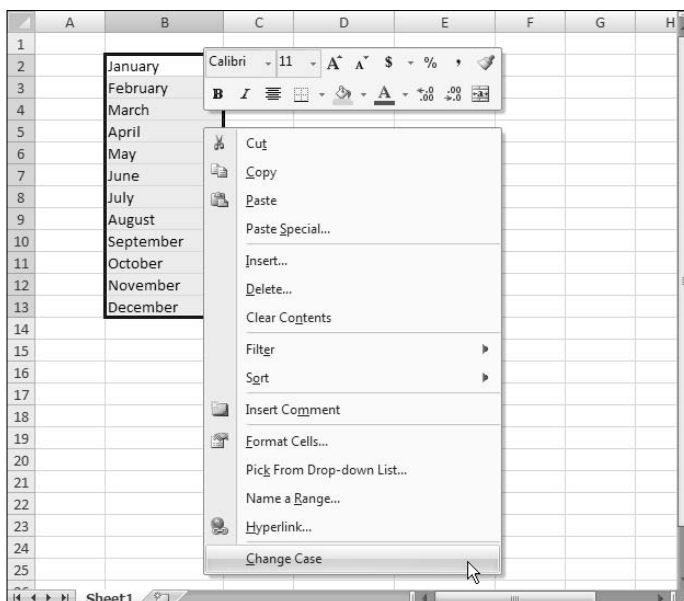 A B C D E F G H
1
2 January
3 February
4 March
5 April
6 May
7 June
8 July
9 August
10 September
11 October
12 November
13 December
14
15
16
17
18
19
20
21
22
23
24
25
Calibri 11 A A $ % ,
B I A .00 .00
Cut
Copy
Paste
Paste Special...
Insert...
Delete...
Clear Contents
Filter
Sort
Insert Comment
Format Cells...
Pick From Drop-down List...
Name a Range...
Hyperlink...
Change Case
Sheet1